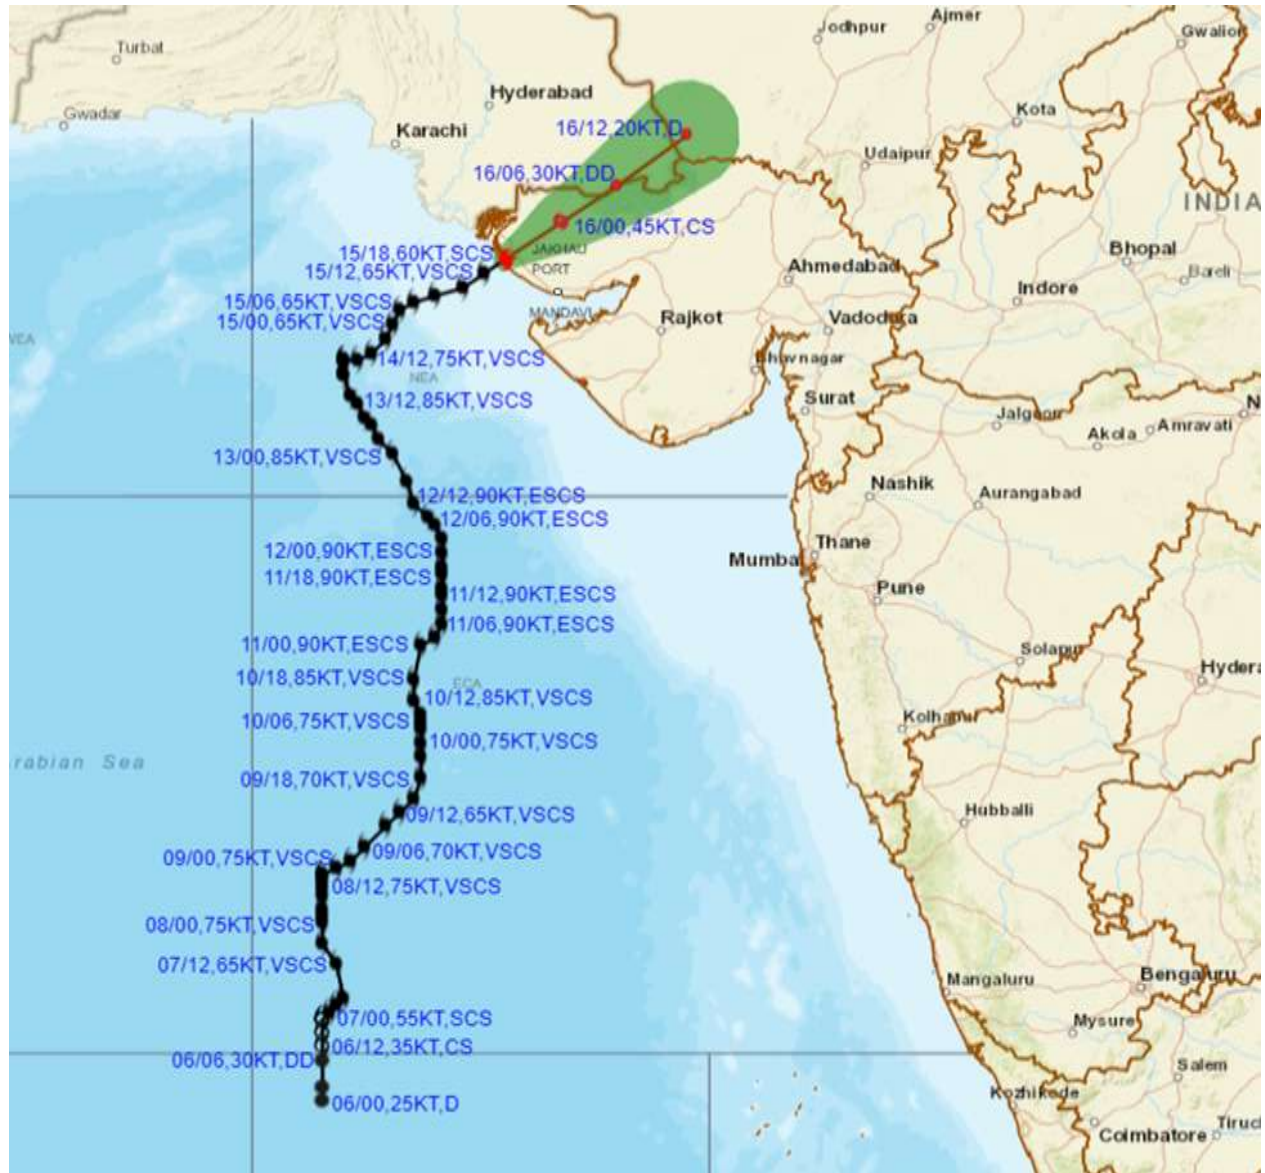 Ajmer
Jodhpur
Gwalior
Turbat
Hyderabad
Kota
Gwadar
Karachi
16/12,20KT,D
Udaipur
16/06,30KT,DD
INDIA
16/00,45KT,CS
15/18,60KT,SCS
JAKHAU
PORT
Bhopal
15/12,65KT,VSCS
Ahmedabad
Bareli
MANDAVI
Indore
15/06,65KT,VSCS
15/00,65KT,VSCS
Rajkot
Vadodura
14/12,75KT,VSCS
Bhavnagar
NEA
13/12,85KT,VSCS
Surat
Jalgaon
Amravati
N
Akola
13/00,85KT,VSCS
Nashik
Aurangabad
12/12,90KT,ESCS
12/06,90KT,ESCS
Thane
12/00,90KT,ESCS
Mumbai
11/18,90KT,ESCS
11/12,90KT,ESCS
Pune
11/06,90KT,ESCS
11/00,90KT,ESCS
Solapur
Hydera
10/18,85KT,VSCS
ECA
10/12,85KT,VSCS
10/06,75KT,VSCS
Kolhapur
10/00,75KT,VSCS
rabian Sea
09/18,70KT,VSCS
09/12,65KT,VSCS
Hubballi
09/06,70KT,VSCS
09/00,75KT,VSCS
08/12,75KT,VSCS
08/00,75KT,VSCS
07/12,65KT,VSCS
Mangaluru
Bengaluru
07/00,55KT,SCS
Mysure
06/12,35KT,CS
06/06,30KT,DD
Salem
Kozhikode
06/00,25KT,D
Coimbatore
Tiruc